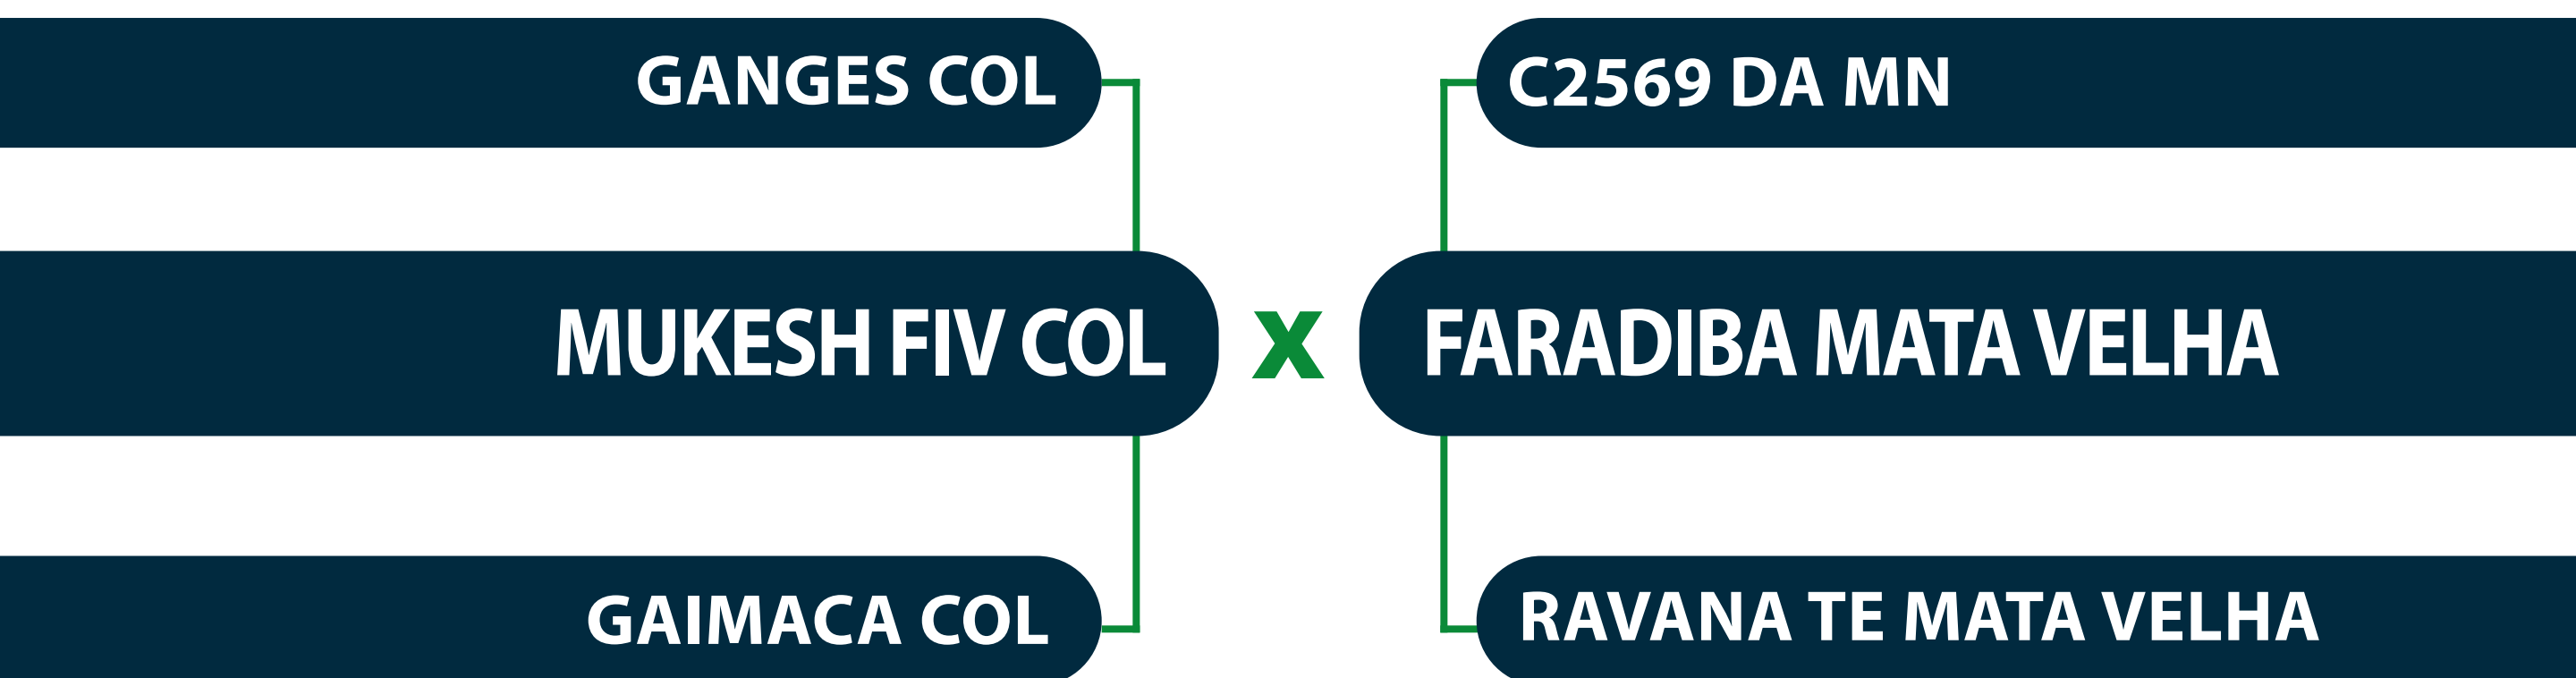 GANGES COL
C2569 DA MN
MUKESH FIV COL
X
FARADIBA MATA VELHA
GAIMACA COL
RAVANA TE MATA VELHA